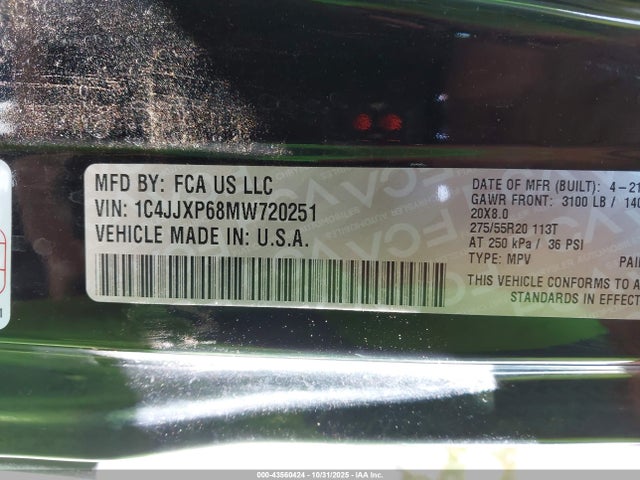 MFD BY: FCA US LLC
VIN: 1C4JJXP68MW720251
VEHICLE MADE IN: U.S.A.
DATE OF MFR (BUILT): 4-21
GAWR FRONT: 3100 LB / 140
20X8.0
275/55R20 113T
AT 250 kPa / 36 PSI
TYPE: MPV PAI
THIS VEHICLE CONFORMS TO A
STANDARDS IN EFFECT
000-43560424 - 10/31/2025 - IAAI